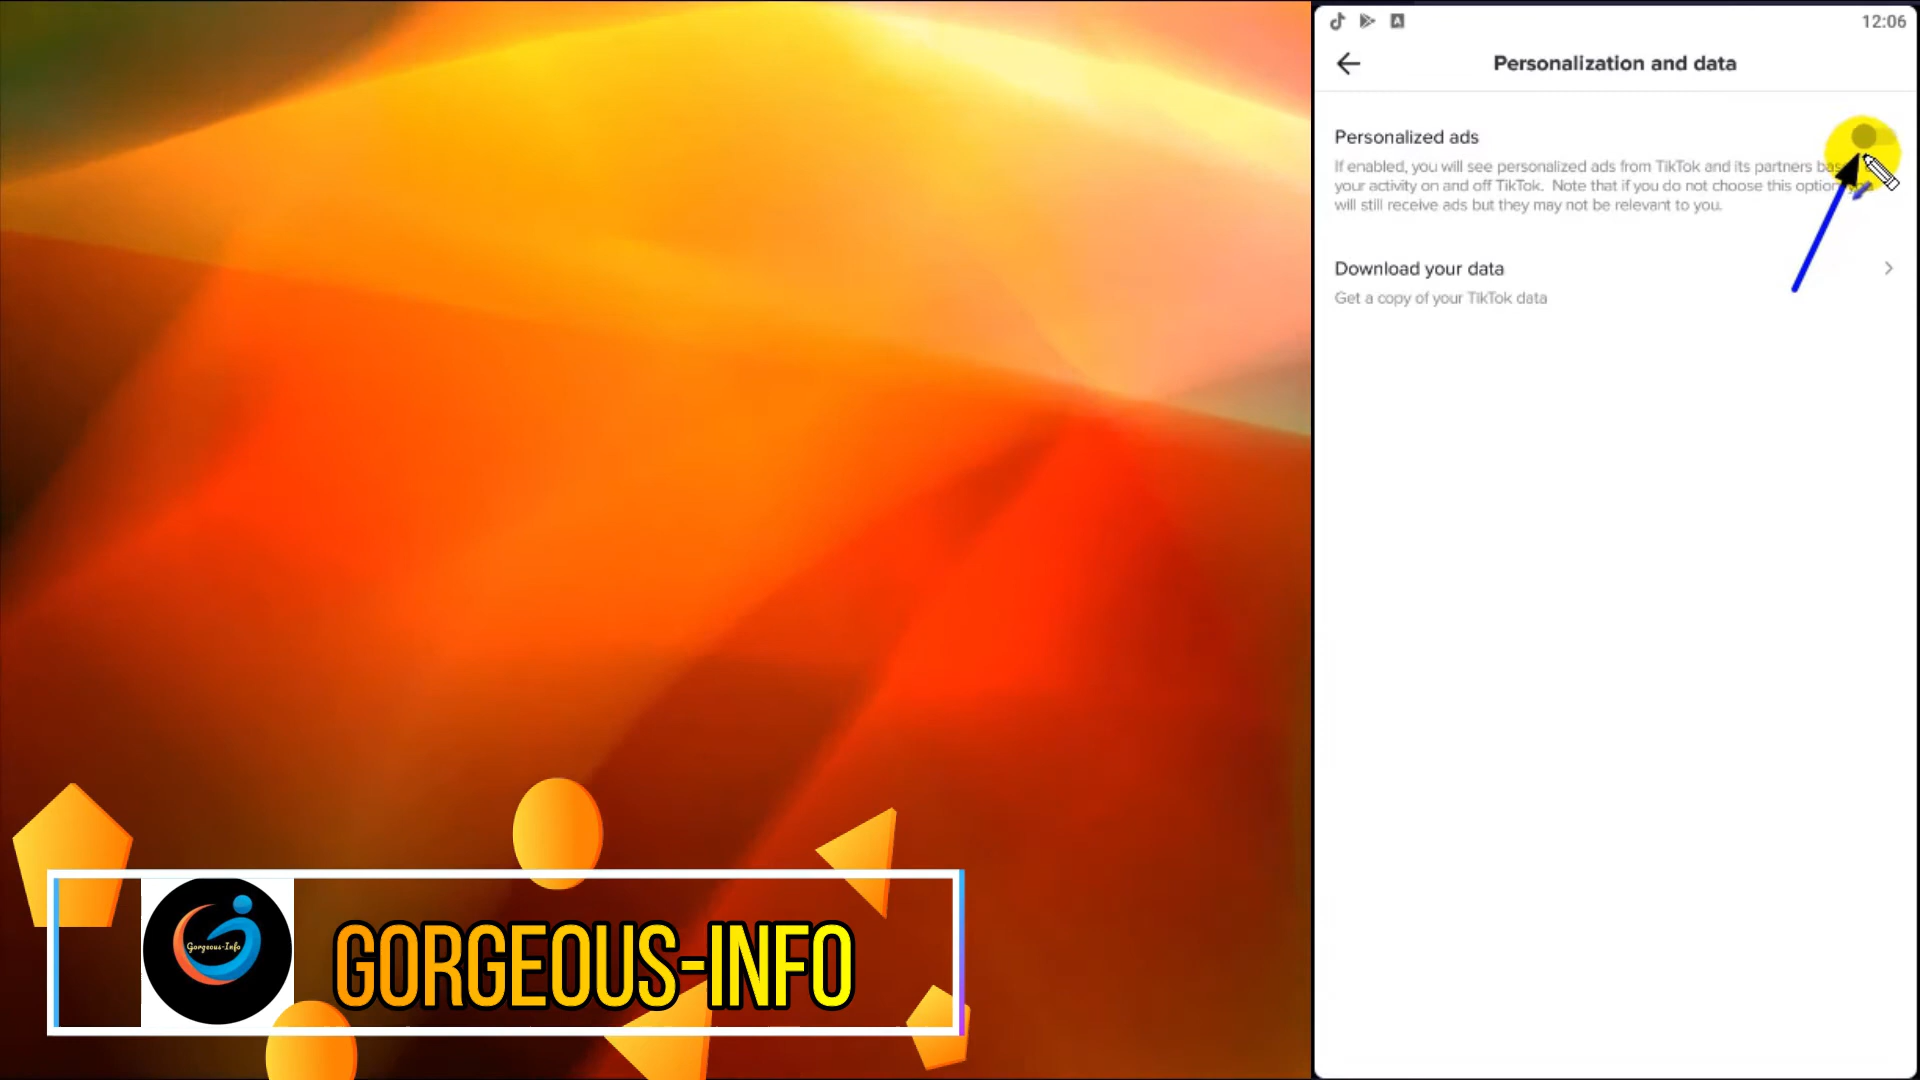 12:06
Personalization and data
Personalized ads
If enabled, you will see personalized ads from TikTok and its partners
your activity on and off TikTok. Note that if you do not choose this option
will still receive ads but they may not be relevant to you.
Download your data
Get a copy of your TikTok data
Gorgeous-Info
GORGEOUS-INFO